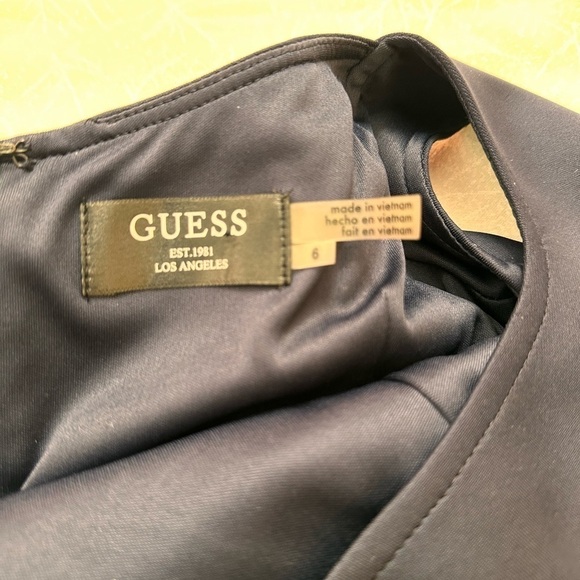 GUESS
EST.1981
LOS ANGELES
made in vietnam
hecho en vietnam
fait en vietnam
6